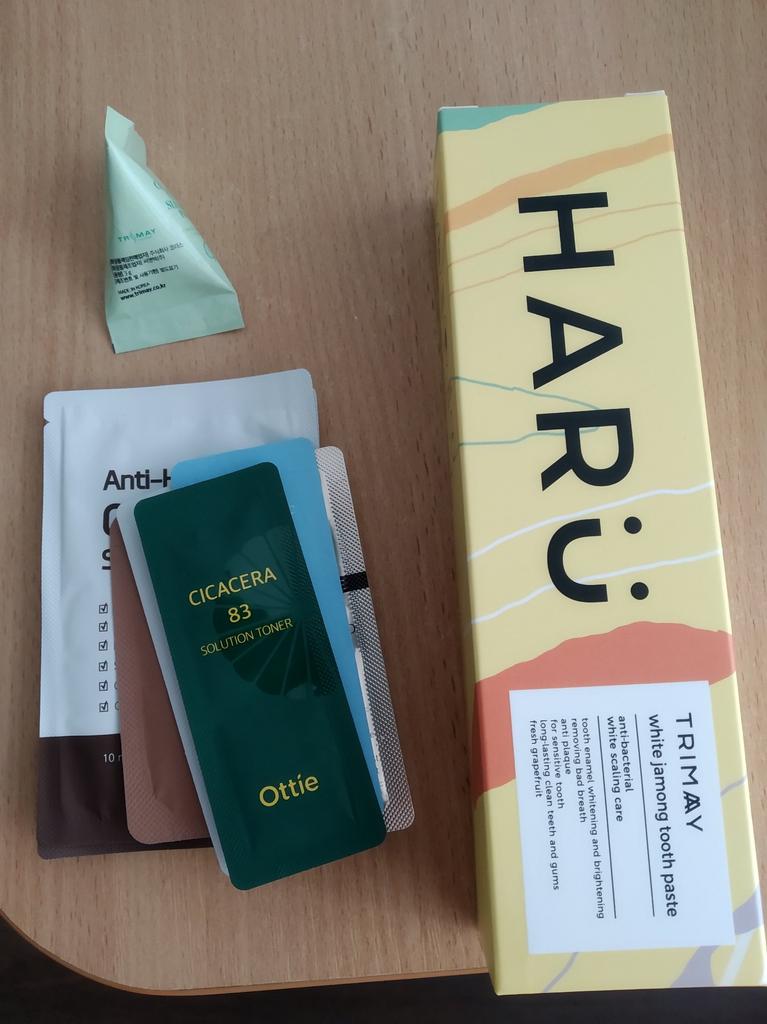 TRIMAY
MADE IN KOREA
www.trimay.co.kr
HARÜ
TRIMAY
white jamong tooth paste
anti-bacterial
white scaling care
tooth enamel whitening and brightening
removing bad breath
anti plaque
for sensitive tooth
long-lasting clean teeth and gums
fresh grapefruit
Anti-H
10 m
CICACERA
83
SOLUTION TONER
Ottie